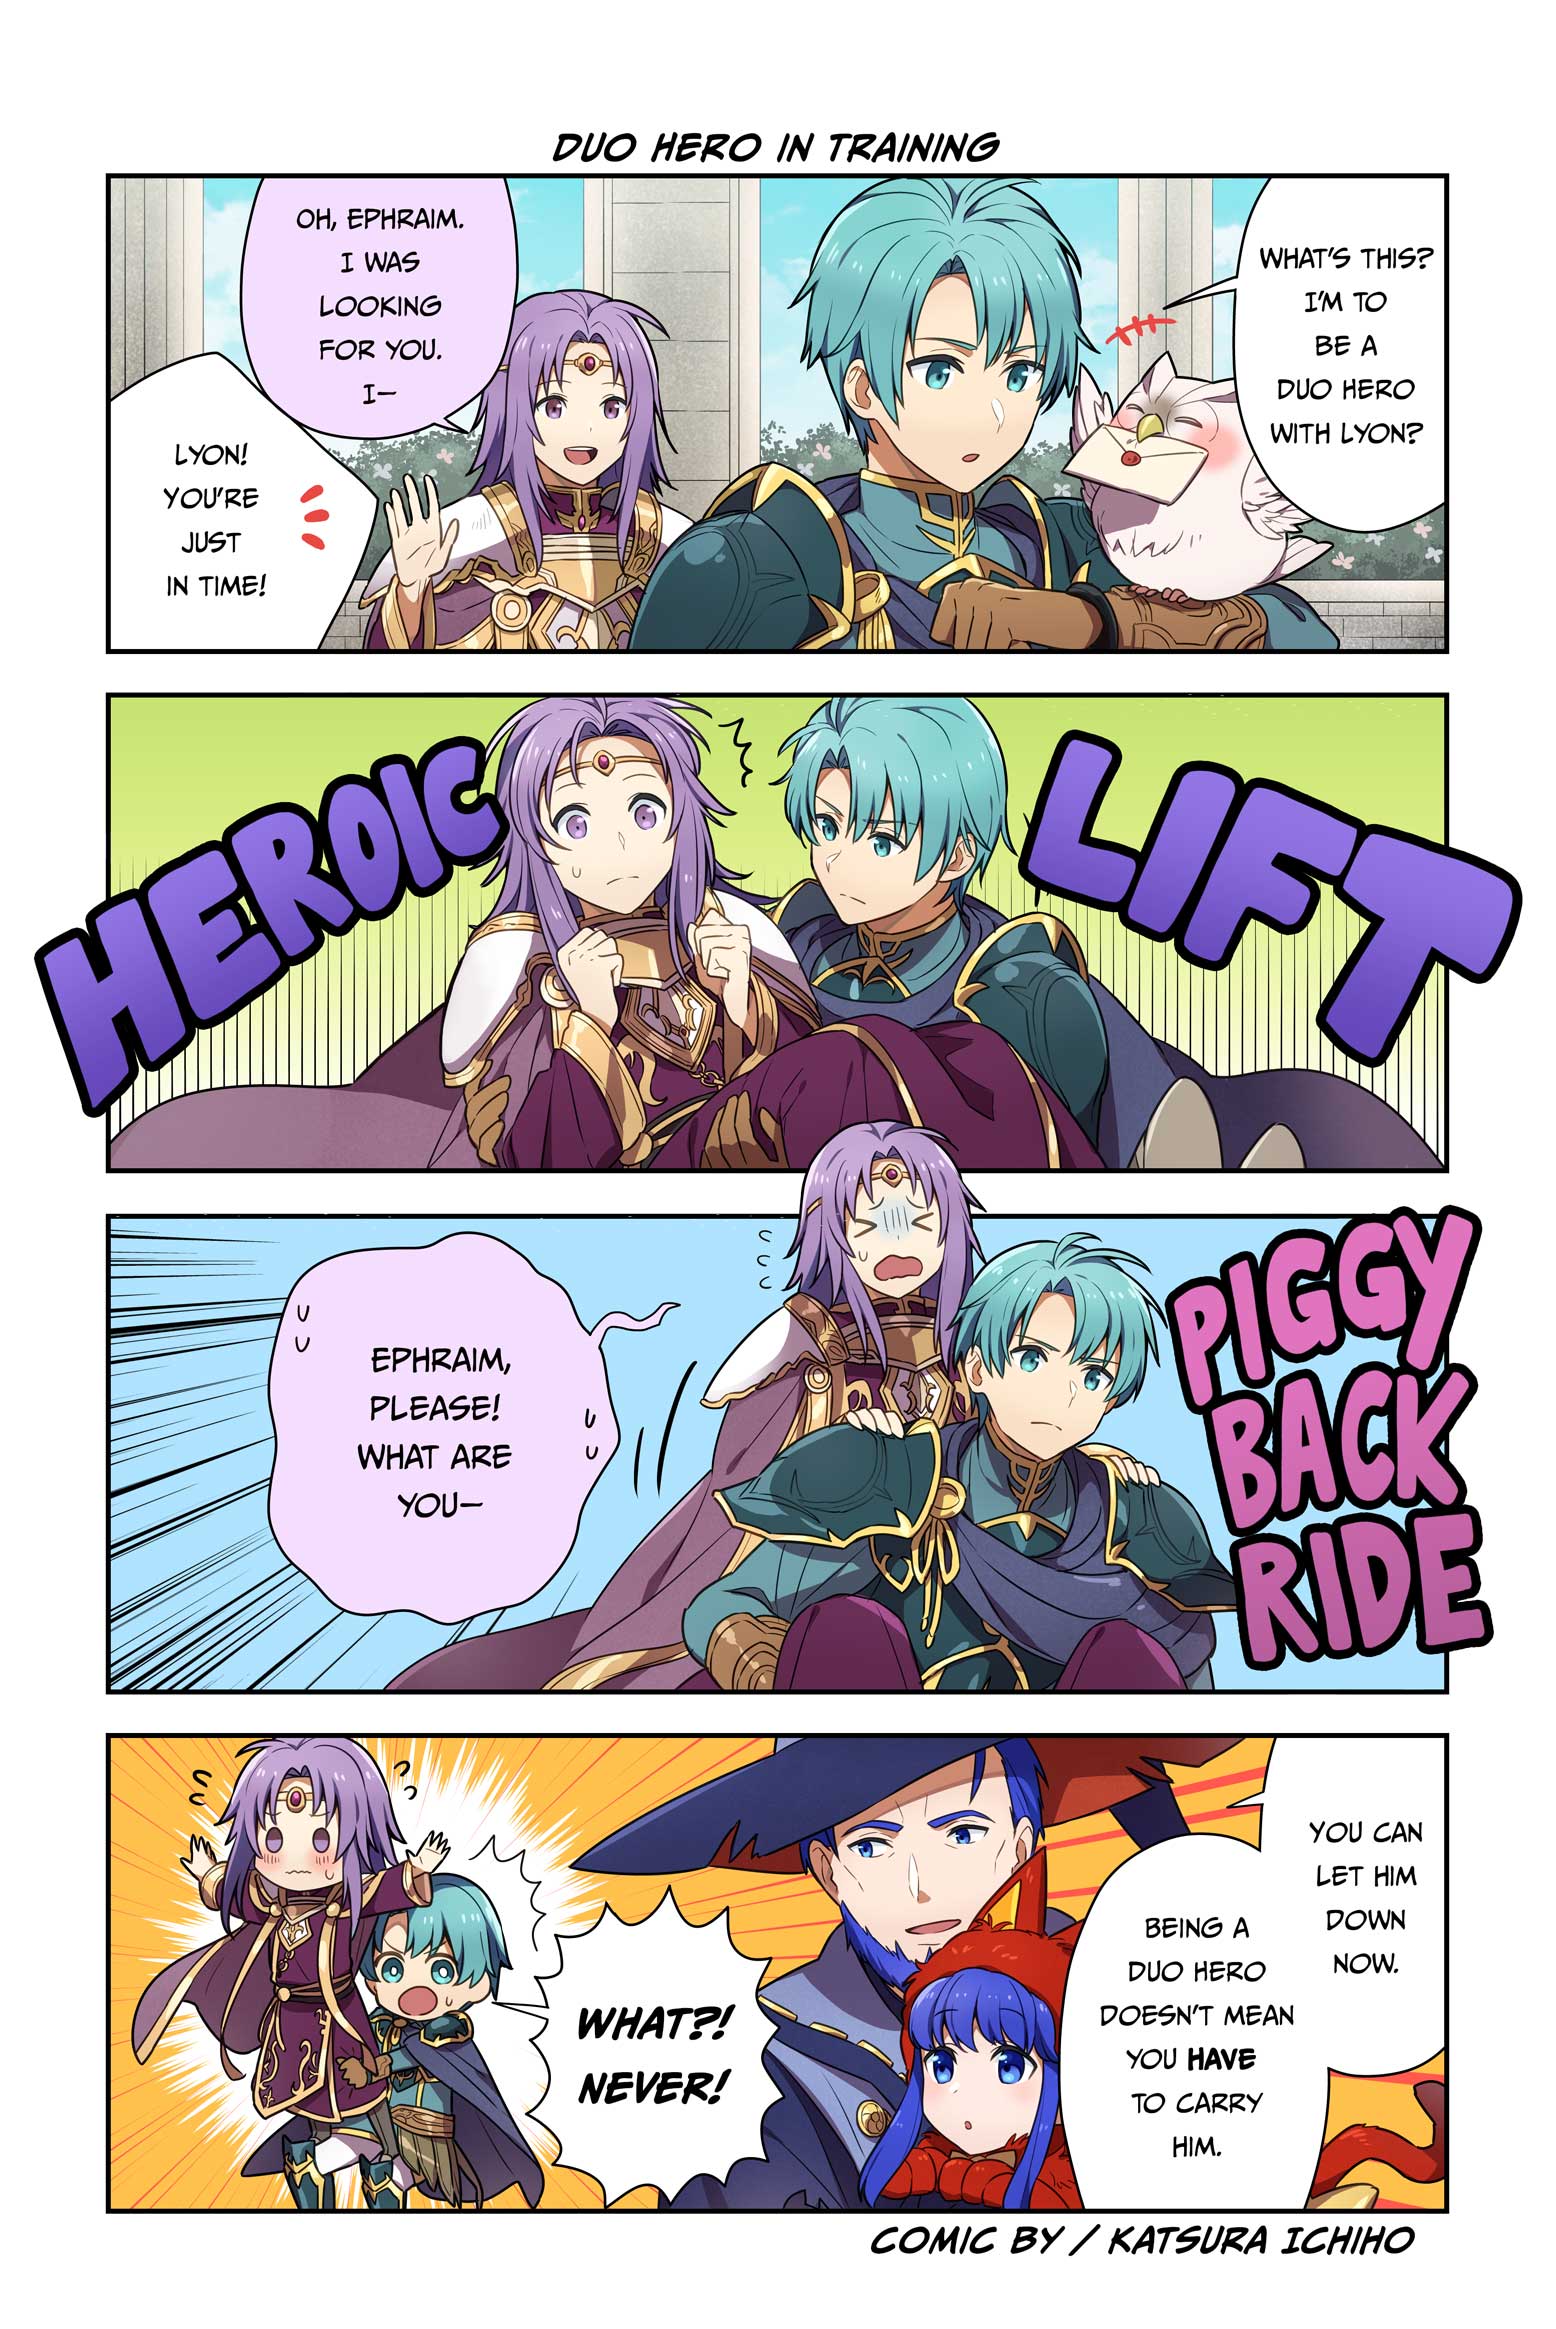 DUO HERO IN TRAINING
WHAT'S THIS?
I'M TO
BE A
DUO HERO
WITH LYON?
OH, EPHRAIM.
I WAS
LOOKING
FOR YOU.
I—
LYON!
YOU'RE
JUST
IN TIME!
HEROIC
LIFT
PIGGY
BACK
RIDE
EPHRAIM,
PLEASE!
WHAT ARE
YOU—
YOU CAN
LET HIM
DOWN
NOW.
BEING A
DUO HERO
DOESN'T MEAN
YOU HAVE
TO CARRY
HIM.
WHAT?!
NEVER!
COMIC BY / KATSURA ICHIHO